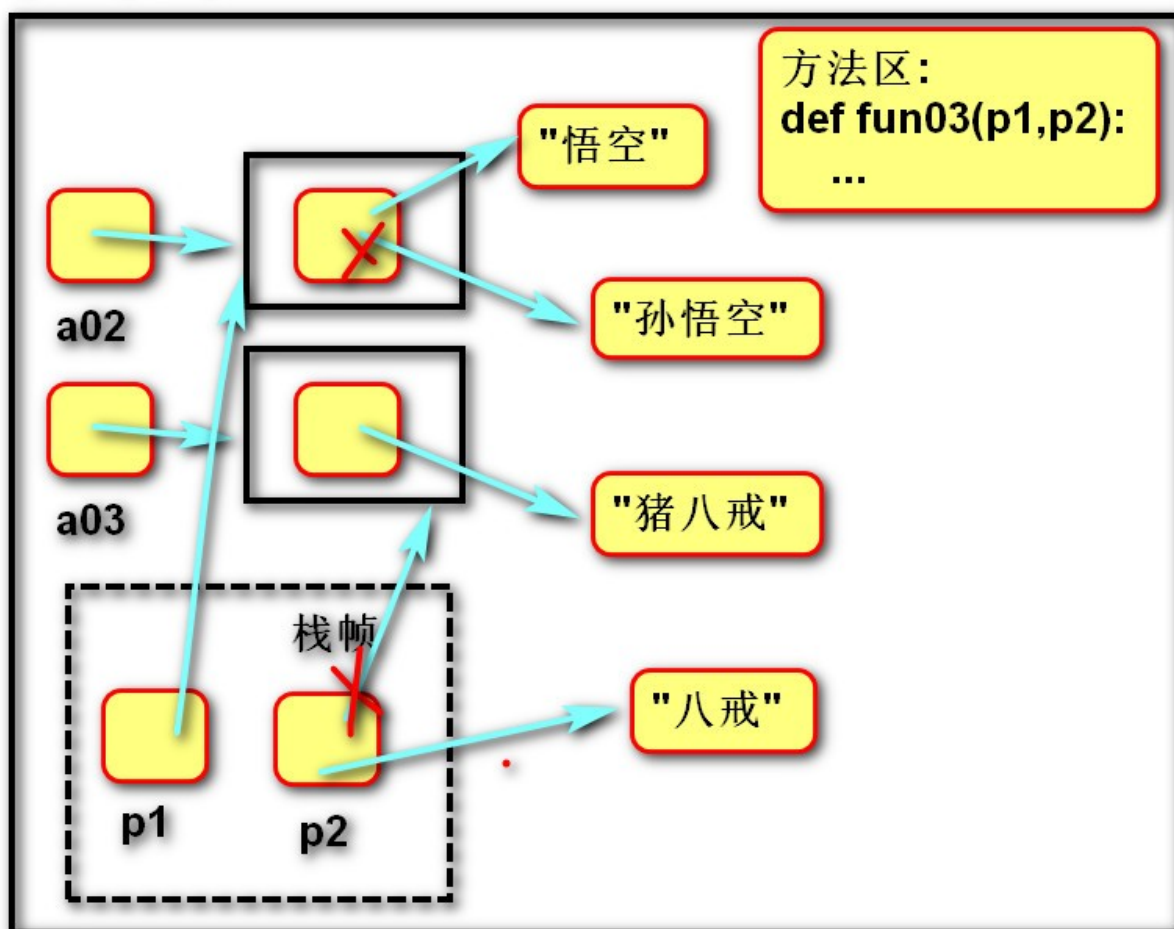 方法区:
def fun03(p1,p2):
...
"悟空"
a02
"孙悟空"
a03
"猪八戒"
栈帧
"八戒"
p1
p2